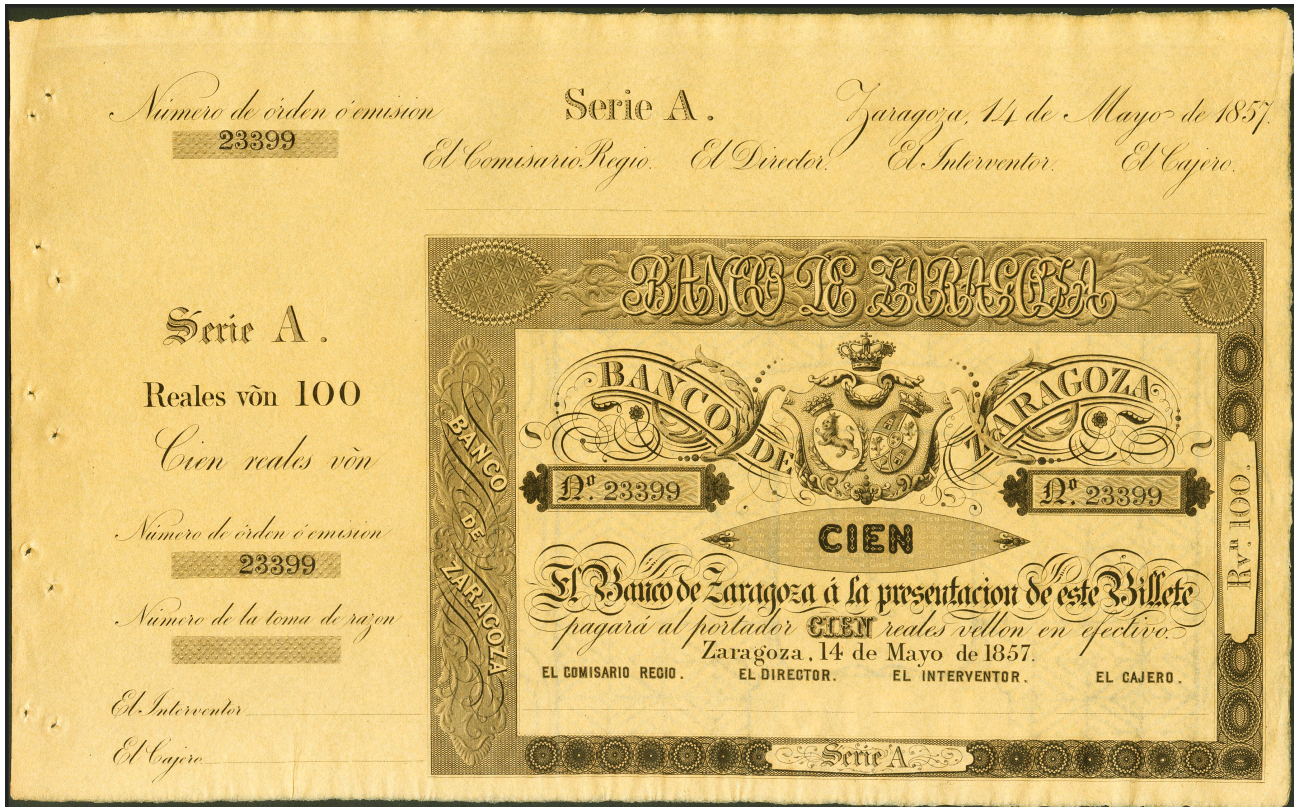 Número de órden ó emision
23399
Serie A.
Zaragoza, 14 de Mayo de 1857.
El Comisario Regio. El Director. El Interventor. El Cajero.
Serie A.
Reales võn 100
Cien reales võn
Número de órden ó emision
23399
Número de la toma de razon
El Interventor
El Cajero
BANCO DE ZARAGOZA
BANCO DE ZARAGOZA
BANCO DE ZARAGOZA
Nº. 23399
Nº. 23399
CIEN
El Banco de Zaragoza á la presentacion de este Billete
pagará al portador CIEN reales vellon en efectivo.
Zaragoza, 14 de Mayo de 1857.
EL COMISARIO REGIO. EL DIRECTOR. EL INTERVENTOR. EL CAJERO.
Serie A.
Rvn. 100.